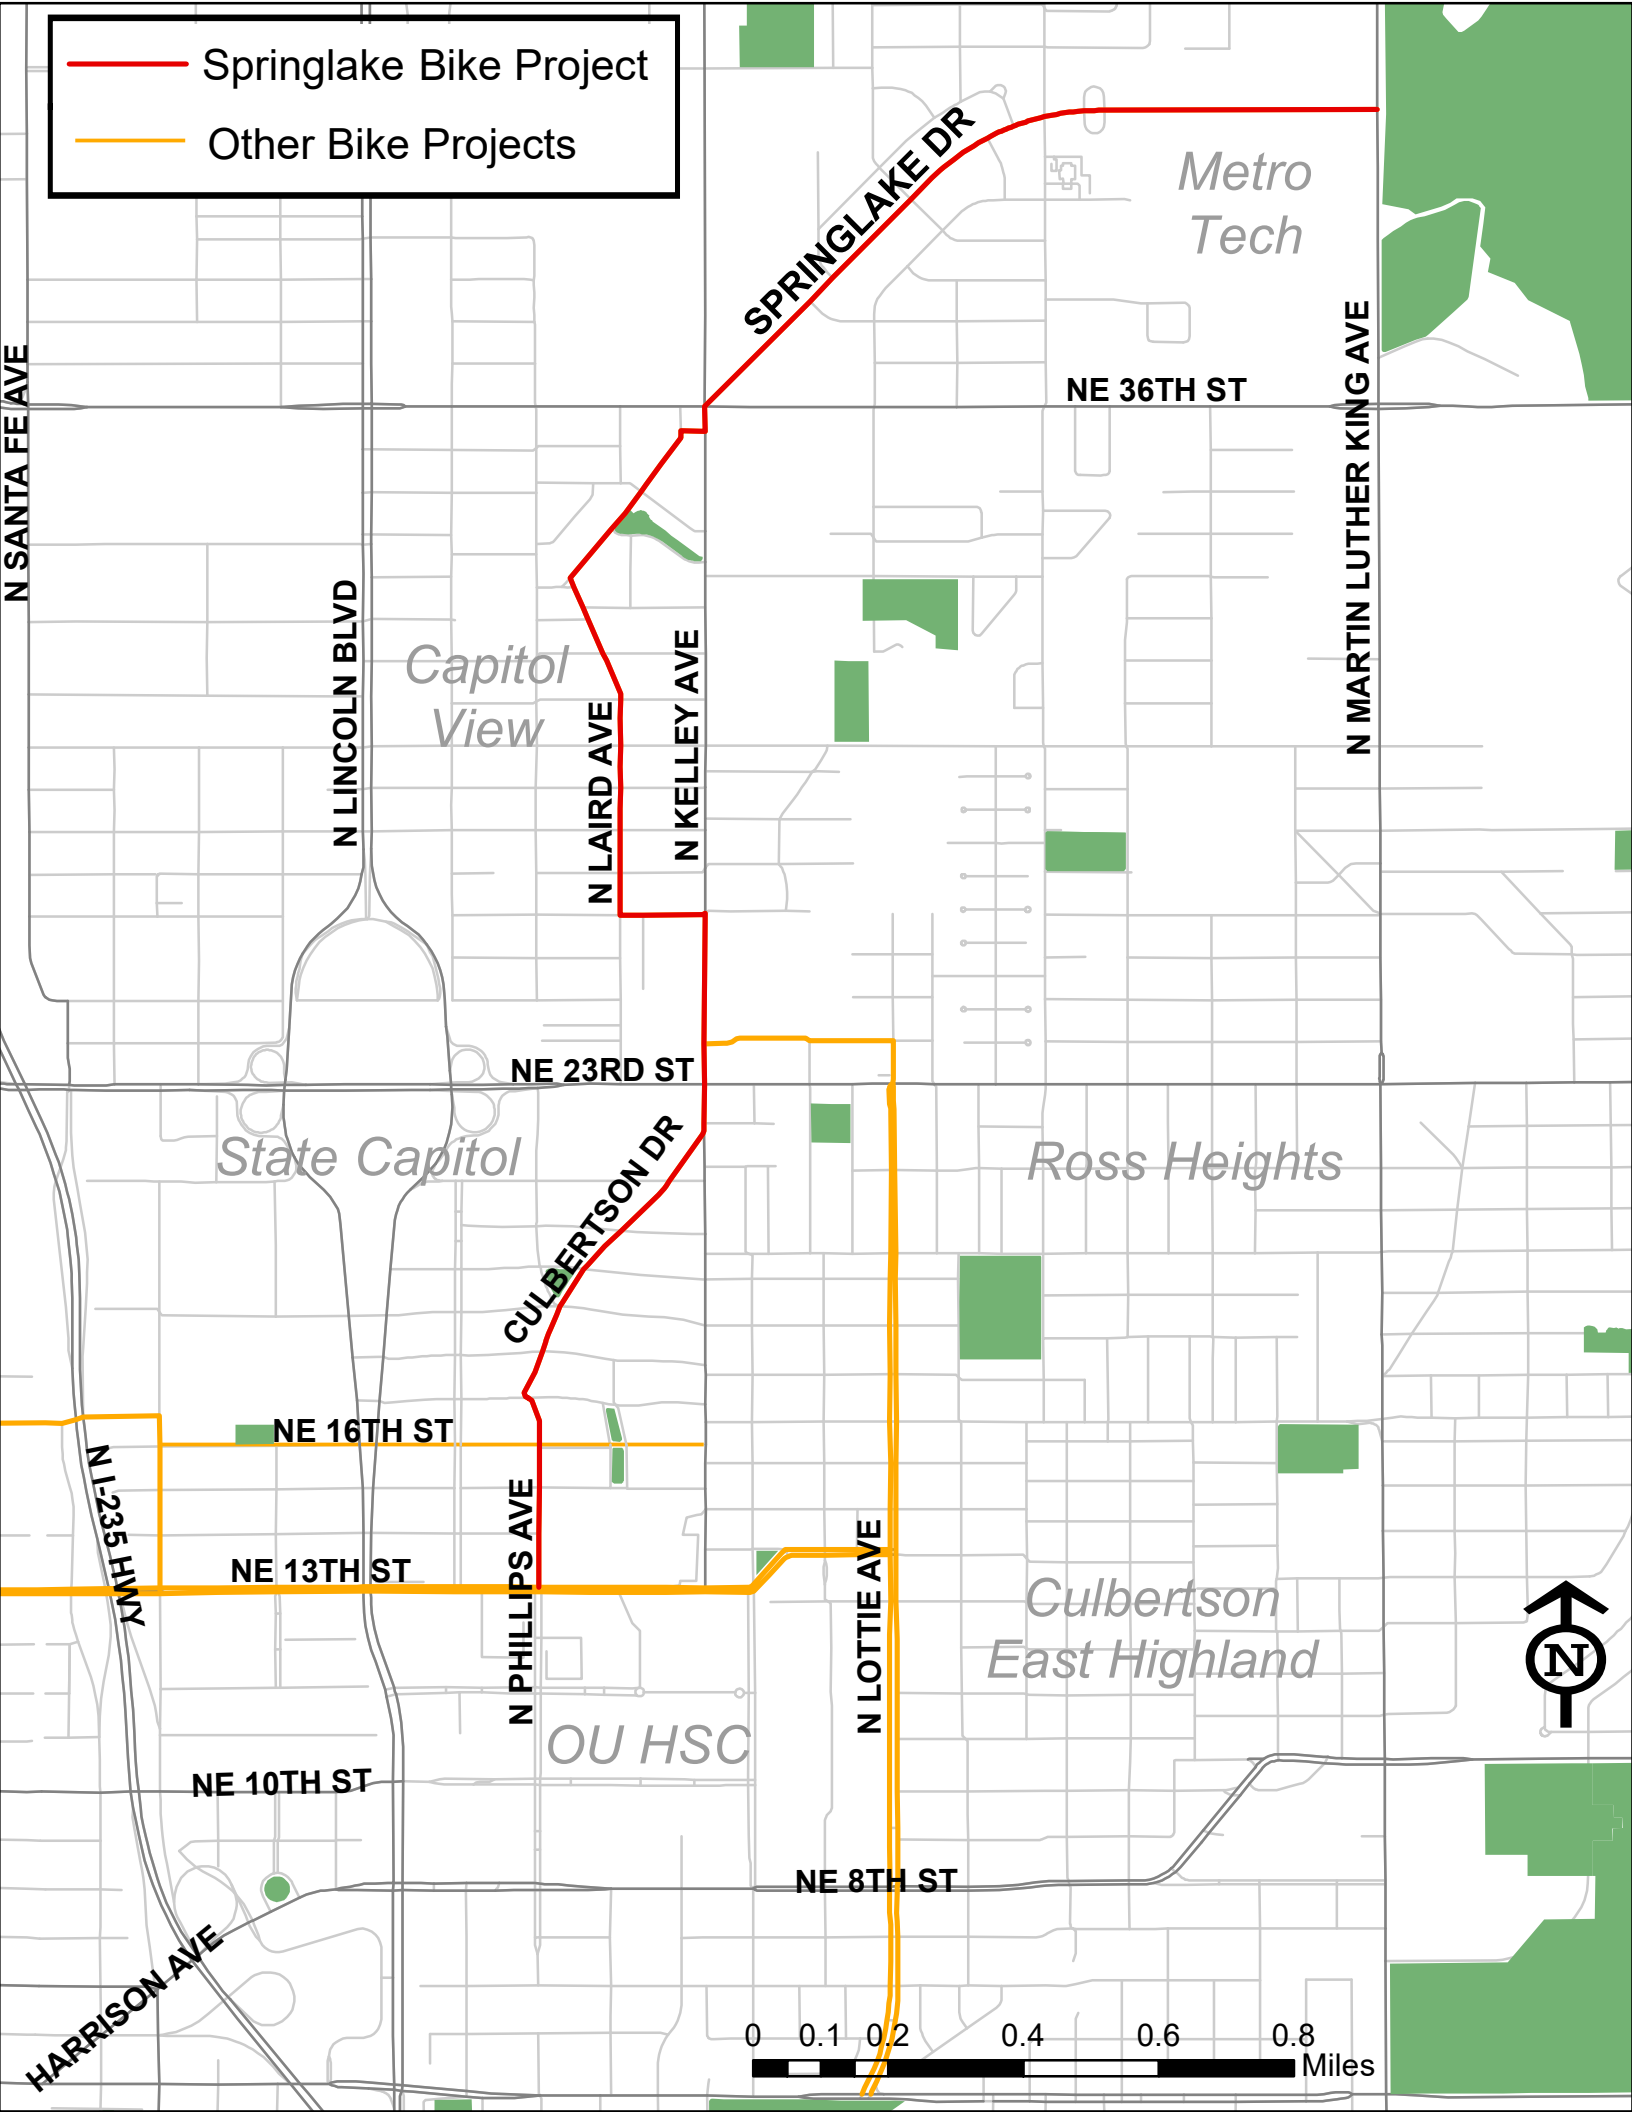 Springlake Bike Project
Other Bike Projects
SPRINGLAKE DR
Metro
Tech
NE 36TH ST
N SANTA FE AVE
N MARTIN LUTHER KING AVE
N LINCOLN BLVD
Capitol
View
N LAIRD AVE
N KELLEY AVE
NE 23RD ST
State Capitol
CULBERTSON DR
Ross Heights
NE 16TH ST
N I-235 HWY
N PHILLIPS AVE
N LOTTIE AVE
NE 13TH ST
Culbertson
East Highland
N
OU HSC
NE 10TH ST
NE 8TH ST
HARRISON AVE
0 0.1 0.2 0.4 0.6 0.8
Miles